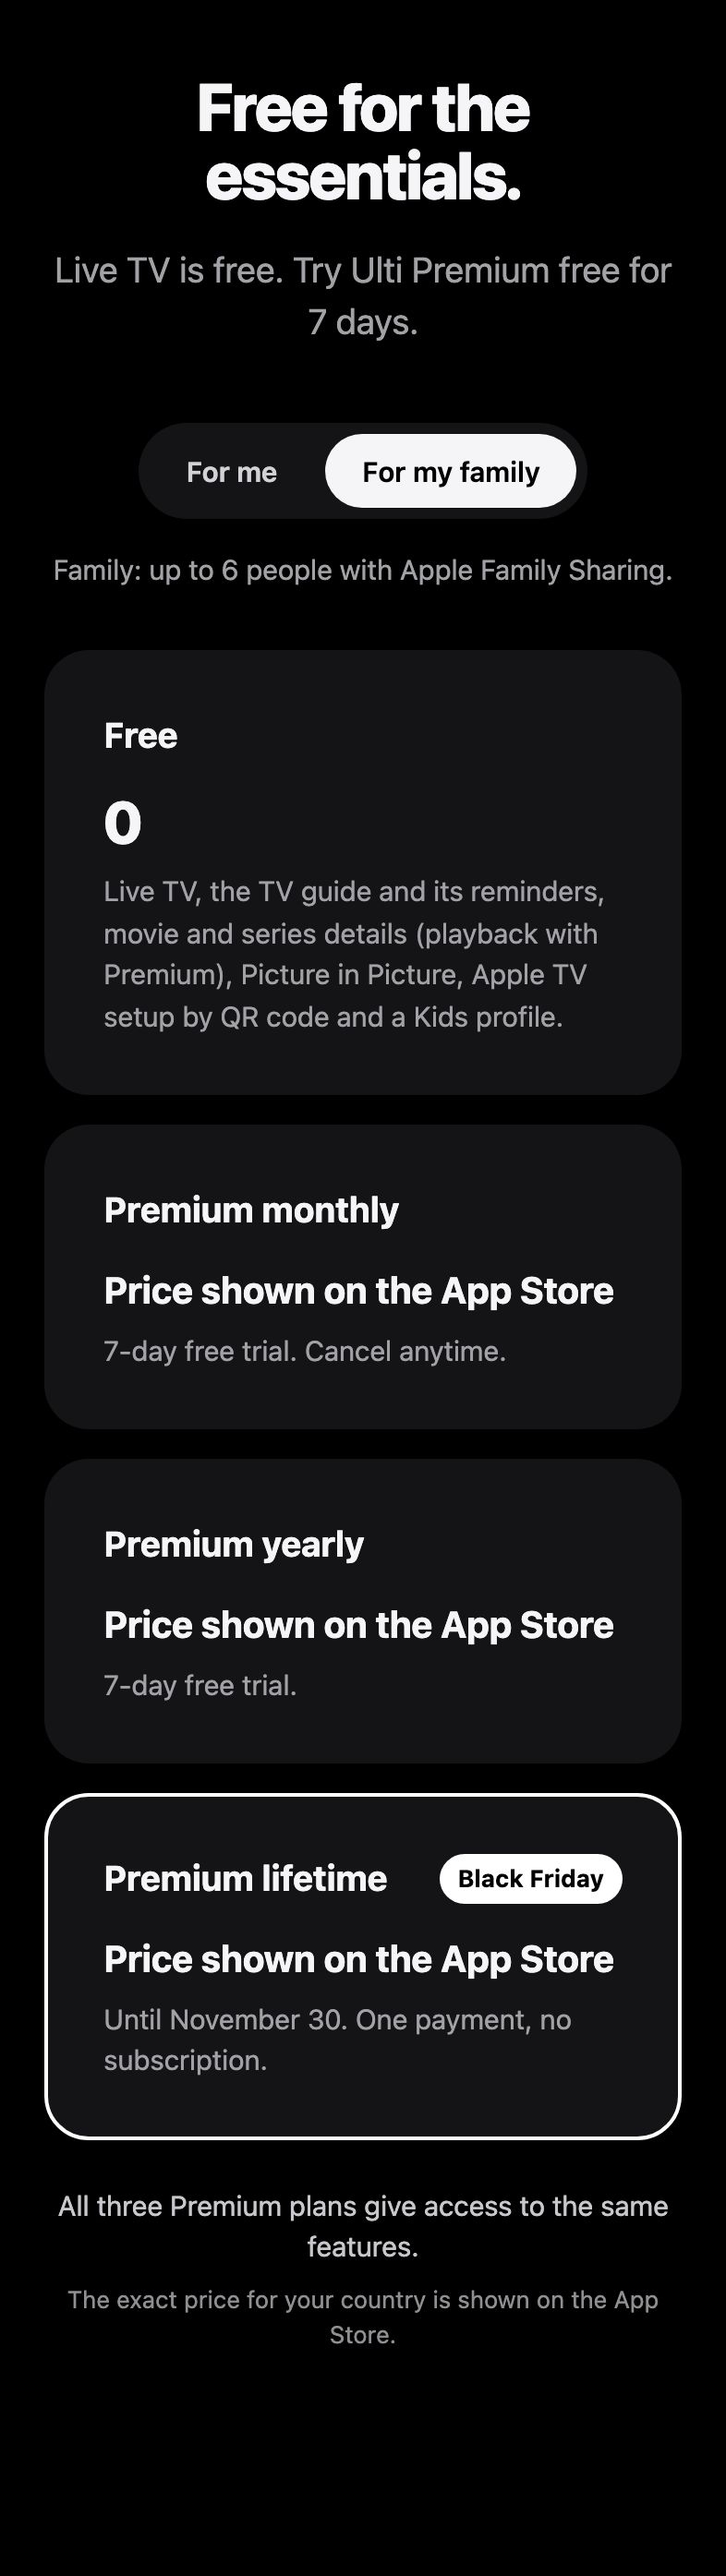 Free for the
essentials.
Live TV is free. Try Ulti Premium free for
7 days.
For me
For my family
Family: up to 6 people with Apple Family Sharing.
Free
0
Live TV, the TV guide and its reminders,
movie and series details (playback with
Premium), Picture in Picture, Apple TV
setup by QR code and a Kids profile.
Premium monthly
Price shown on the App Store
7-day free trial. Cancel anytime.
Premium yearly
Price shown on the App Store
7-day free trial.
Premium lifetime
Black Friday
Price shown on the App Store
Until November 30. One payment, no
subscription.
All three Premium plans give access to the same
features.
The exact price for your country is shown on the App
Store.